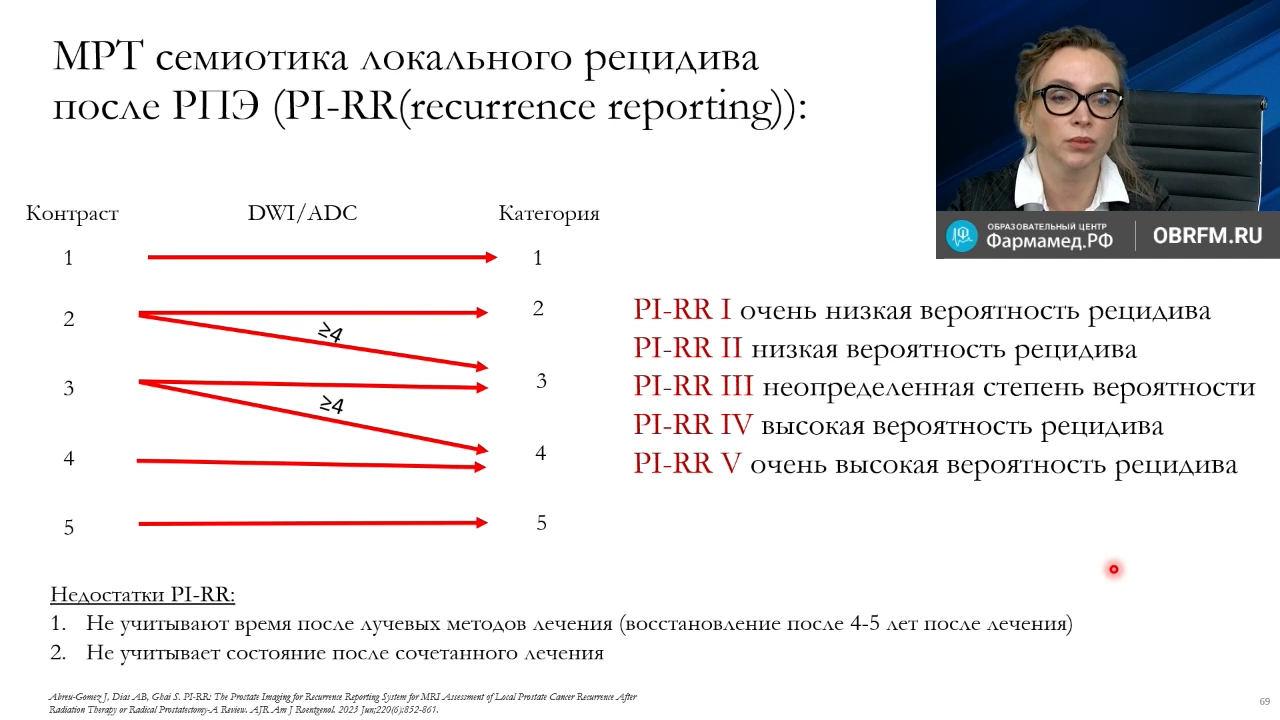 МРТ семиотика локального рецидива
после РПЭ (PI-RR(recurrence reporting)):
ОБРАЗОВАТЕЛЬНЫЙ ЦЕНТР
Фармамед.РФ
OBRFM.RU
Контраст DWI/ADC Категория
1 1
2 2
≥4
3 3
≥4
4 4
5 5
PI-RR I очень низкая вероятность рецидива
PI-RR II низкая вероятность рецидива
PI-RR III неопределенная степень вероятности
PI-RR IV высокая вероятность рецидива
PI-RR V очень высокая вероятность рецидива
Недостатки PI-RR:
1. Не учитывают время после лучевых методов лечения (восстановление после 4-5 лет после лечения)
2. Не учитывает состояние после сочетанного лечения
Abreu-Gomez J, Dias AB, Ghai S. PI-RR: The Prostate Imaging for Recurrence Reporting System for MRI Assessment of Local Prostate Cancer Recurrence After
Radiation Therapy or Radical Prostatectomy-A Review. AJR Am J Roentgenol. 2023 Jun;220(6):852-861.
69